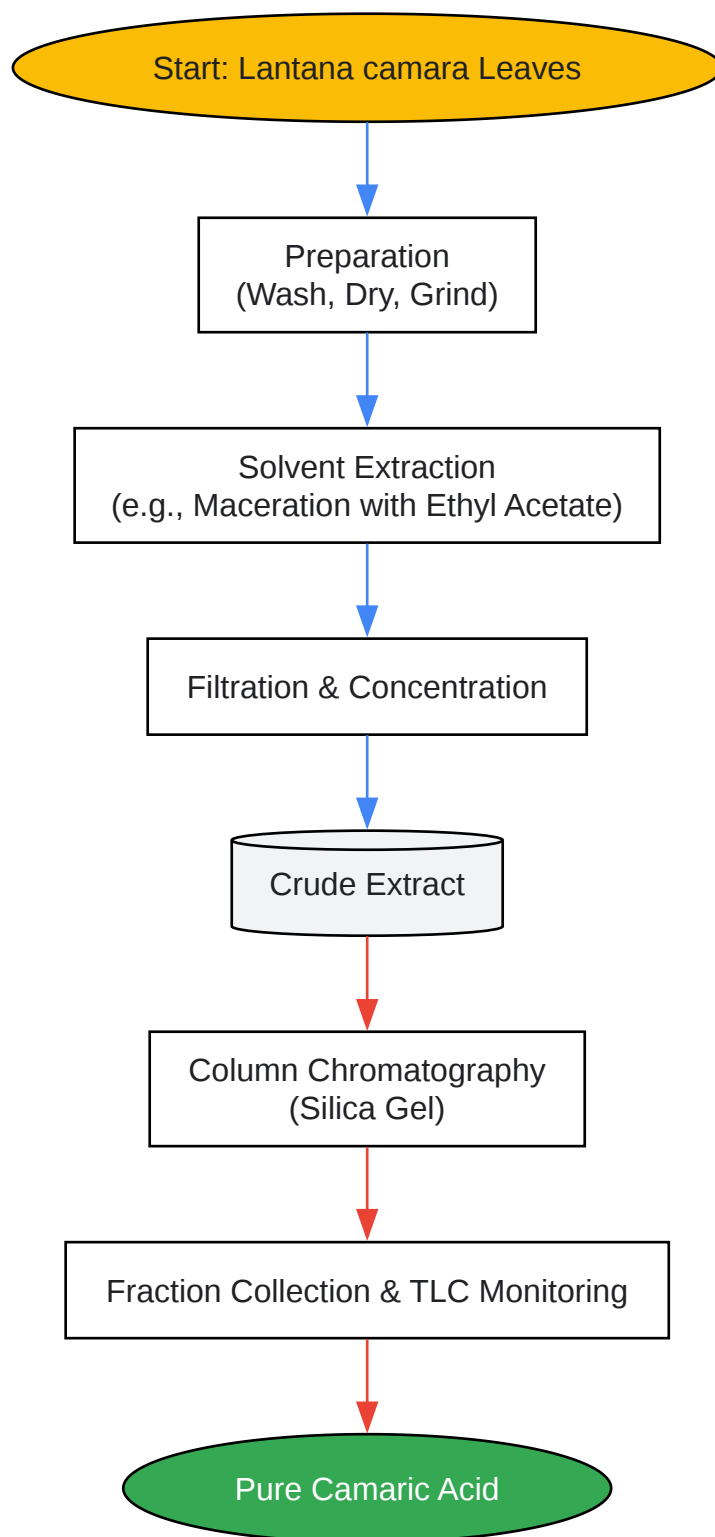 Start: Lantana camara Leaves
Preparation
(Wash, Dry, Grind)
Solvent Extraction
(e.g., Maceration with Ethyl Acetate)
Filtration & Concentration
Crude Extract
Column Chromatography
(Silica Gel)
Fraction Collection & TLC Monitoring
Pure Camaric Acid